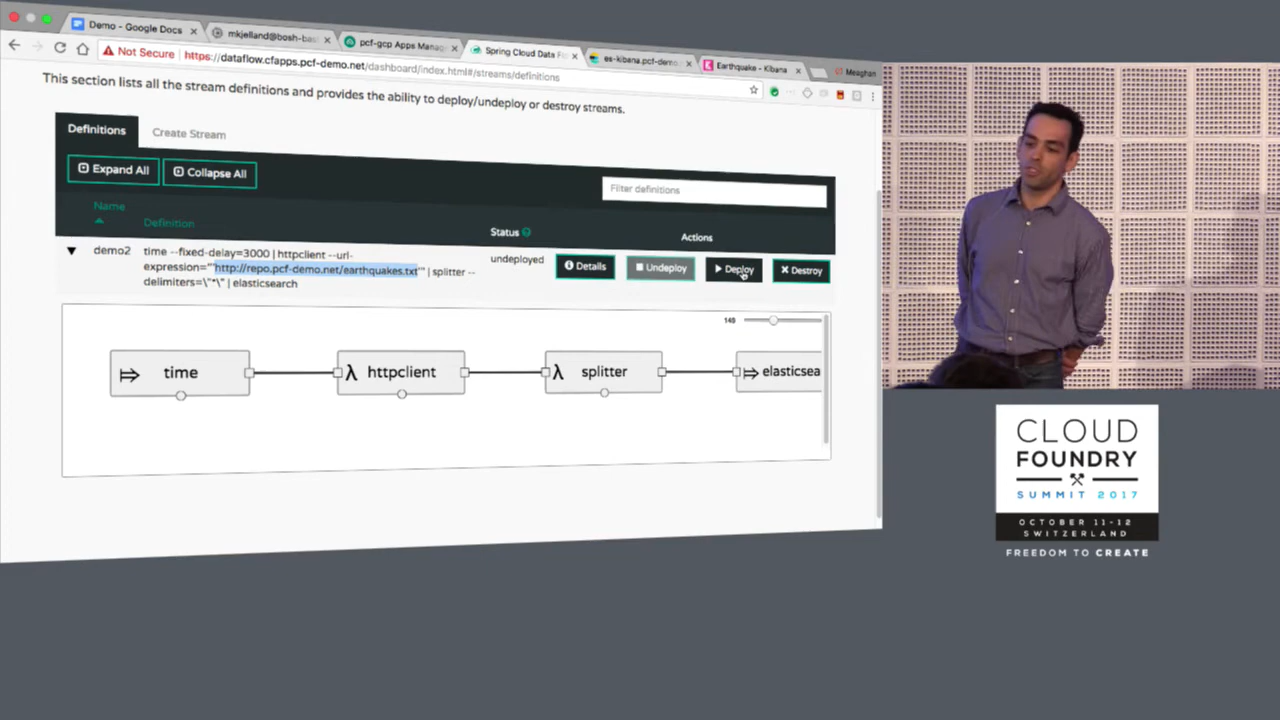 Demo - Google Docs
mkjelland@bosh-bas
pcf-gcp Apps Mana
Spring Cloud Data Fl
es-kibana.pcf-demo.
Earthquake - Kibana
Meaghan
Not Secure
https://dataflow.cfapps.pcf-demo.net/dashboard/index.html#/streams/definitions
This section lists all the stream definitions and provides the ability to deploy/undeploy or destroy streams.
Definitions
Create Stream
Expand All
Collapse All
Filter definitions
Name
Definition
Status
Actions
demo2
time --fixed-delay=3000 | httpclient --url-
expression="'http://repo.pcf-demo.net/earthquakes.txt'" | splitter --
delimiters=\"*\" | elasticsearch
undeployed
Details
Undeploy
Deploy
Destroy
148
time
httpclient
splitter
elasticsea
CLOUD
FOUNDRY
SUMMIT 2017
OCTOBER 11-12
SWITZERLAND
FREEDOM TO CREATE